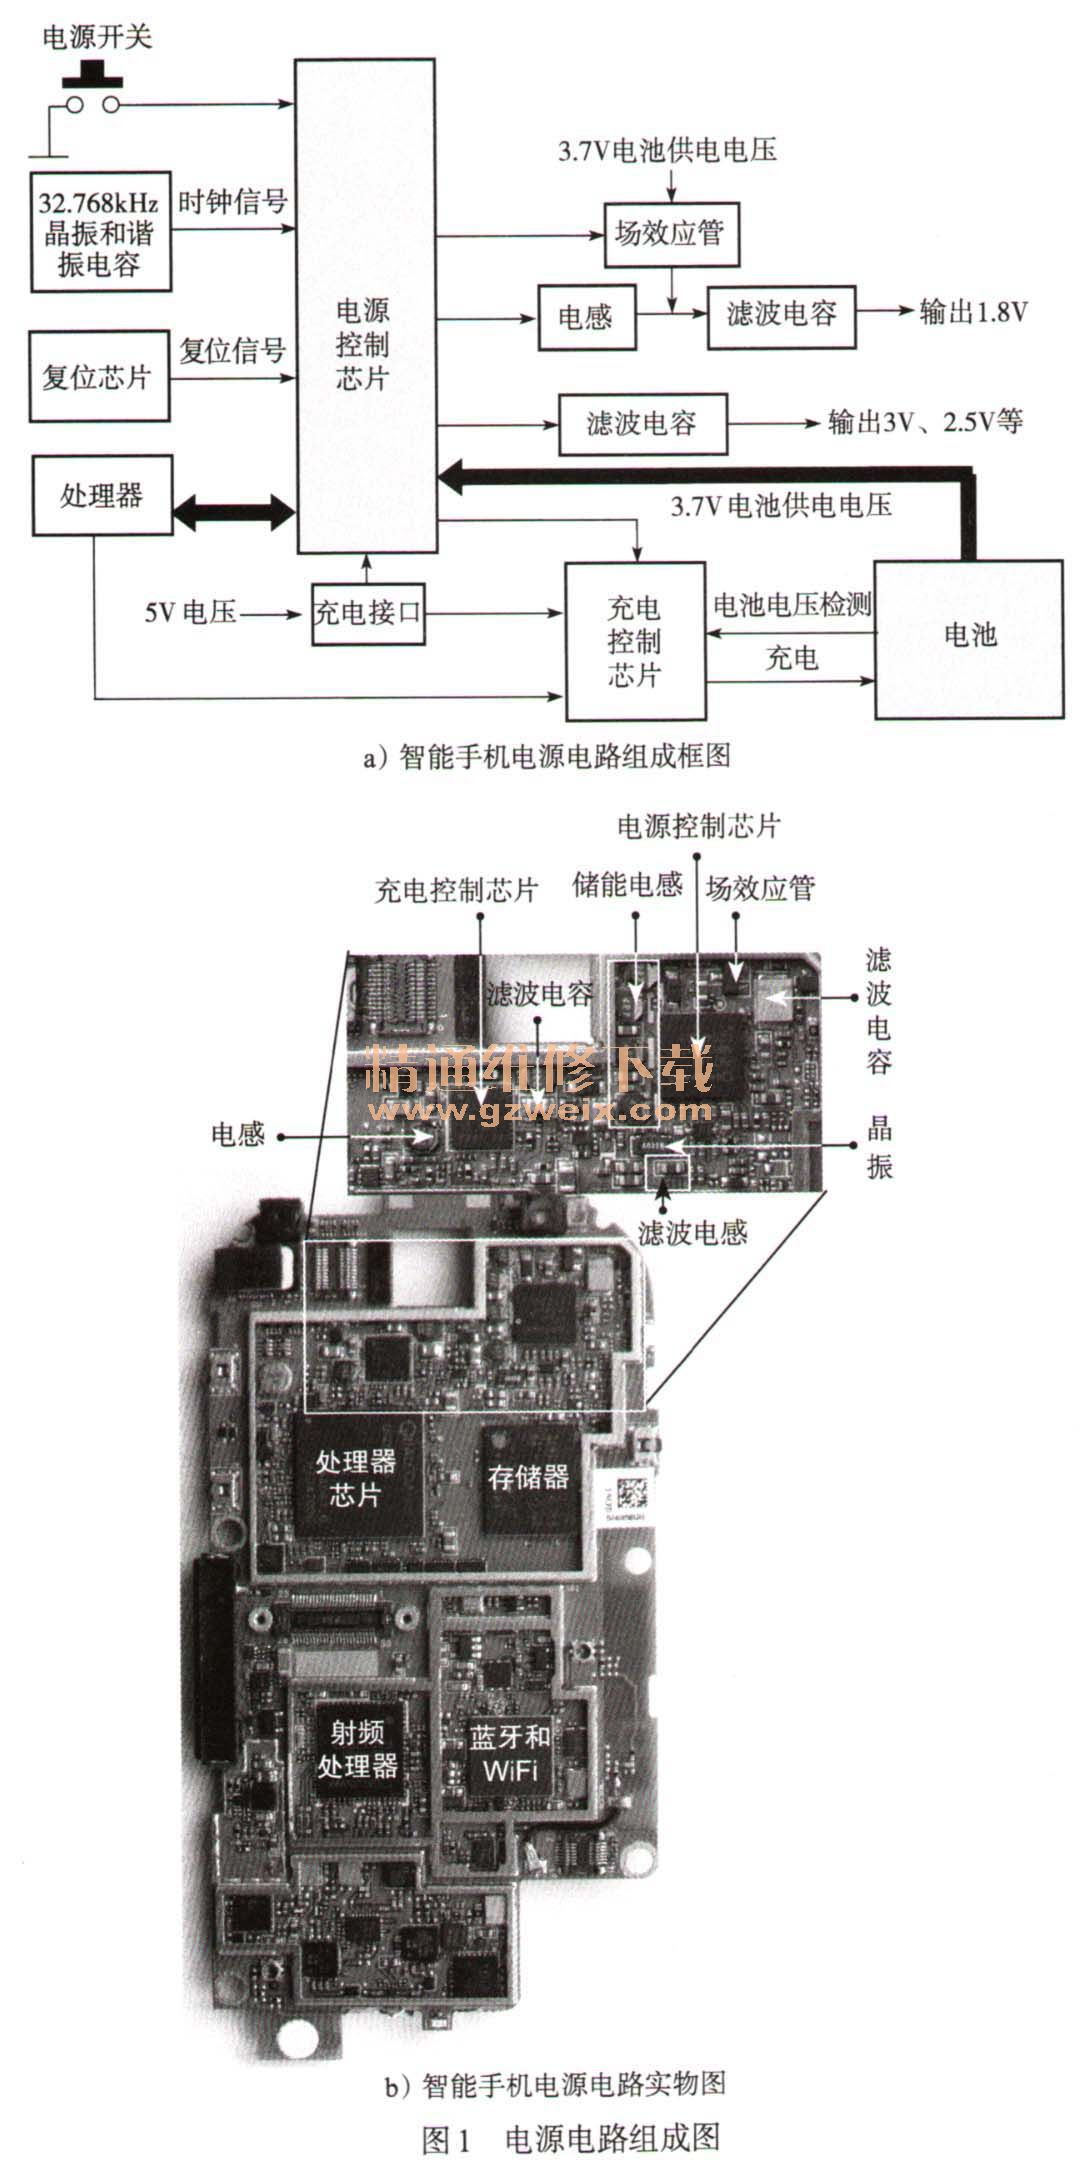 电源开关
32.768kHz
晶振和谐
振电容
时钟信号
复位芯片
复位信号
处理器
电源
控制
芯片
3.7V电池供电电压
场效应管
电感
滤波电容
输出1.8V
滤波电容
输出3V、2.5V等
3.7V电池供电电压
5V电压
充电接口
充电
控制
芯片
电池电压检测
充电
电池
a）智能手机电源电路组成框图
电源控制芯片
充电控制芯片
储能电感
场效应管
滤波电容
滤波电容
精通维修下载
www.gzweix.com
电感
晶振
滤波电感
处理器
芯片
存储器
射频
处理器
蓝牙和
WiFi
b）智能手机电源电路实物图
图1 电源电路组成图